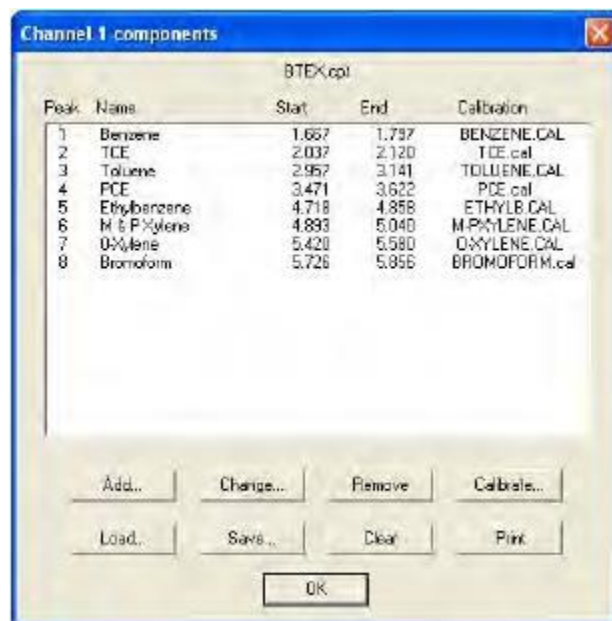 Channel 1 components
BTEX.cpt
Peak Name Start End Calibration
1 Benzene 1.667 1.797 BENZENE.CAL
2 TCE 2.037 2.120 TCE.cal
3 Toluene 2.957 3.141 TOLUENE.CAL
4 PCE 3.471 3.622 PCE.cal
5 Ethylbenzene 4.718 4.858 ETHYLB.CAL
6 M & P Xylene 4.893 5.040 M-PXYLENE.CAL
7 O-Xylene 5.420 5.580 O-XYLENE.CAL
8 Bromoform 5.726 5.856 BROMOFORM.cal
Add... Change... Remove Calibrate...
Load.. Save... Clear Print
OK